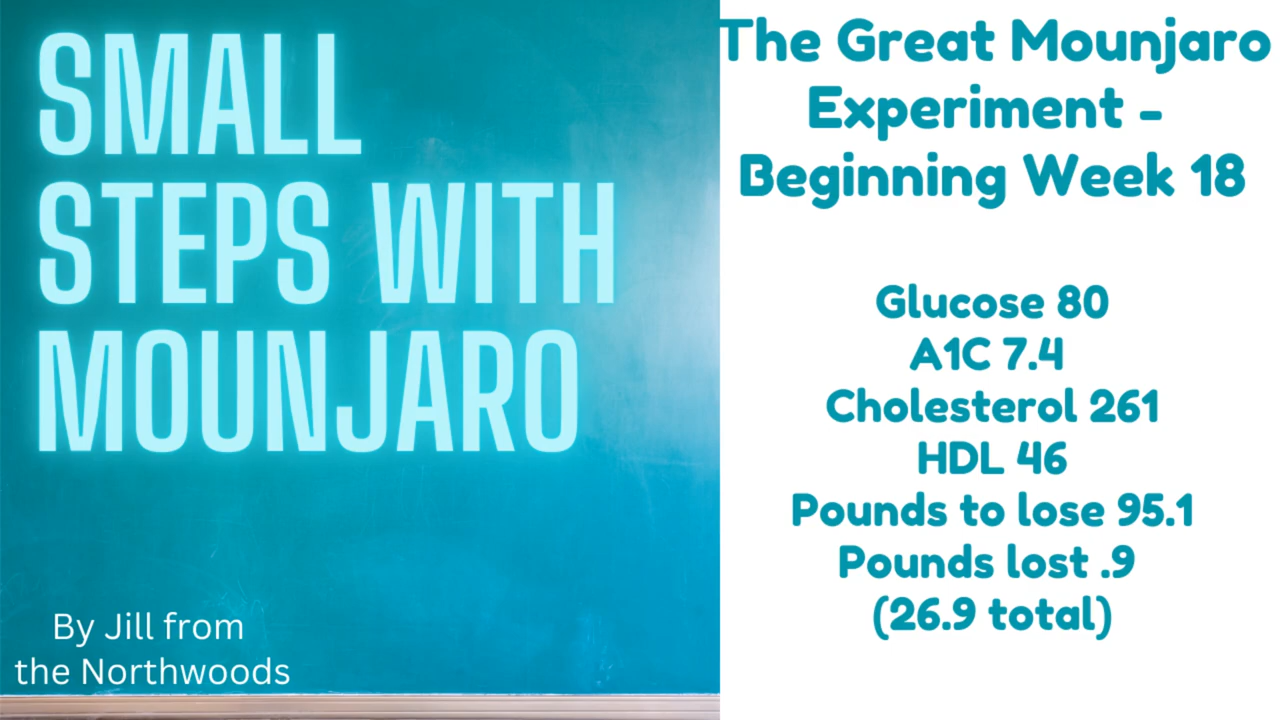 SMALL
STEPS WITH
MOUNJARO
By Jill from
the Northwoods
The Great Mounjaro
Experiment -
Beginning Week 18
Glucose 80
A1C 7.4
Cholesterol 261
HDL 46
Pounds to lose 95.1
Pounds lost .9
(26.9 total)